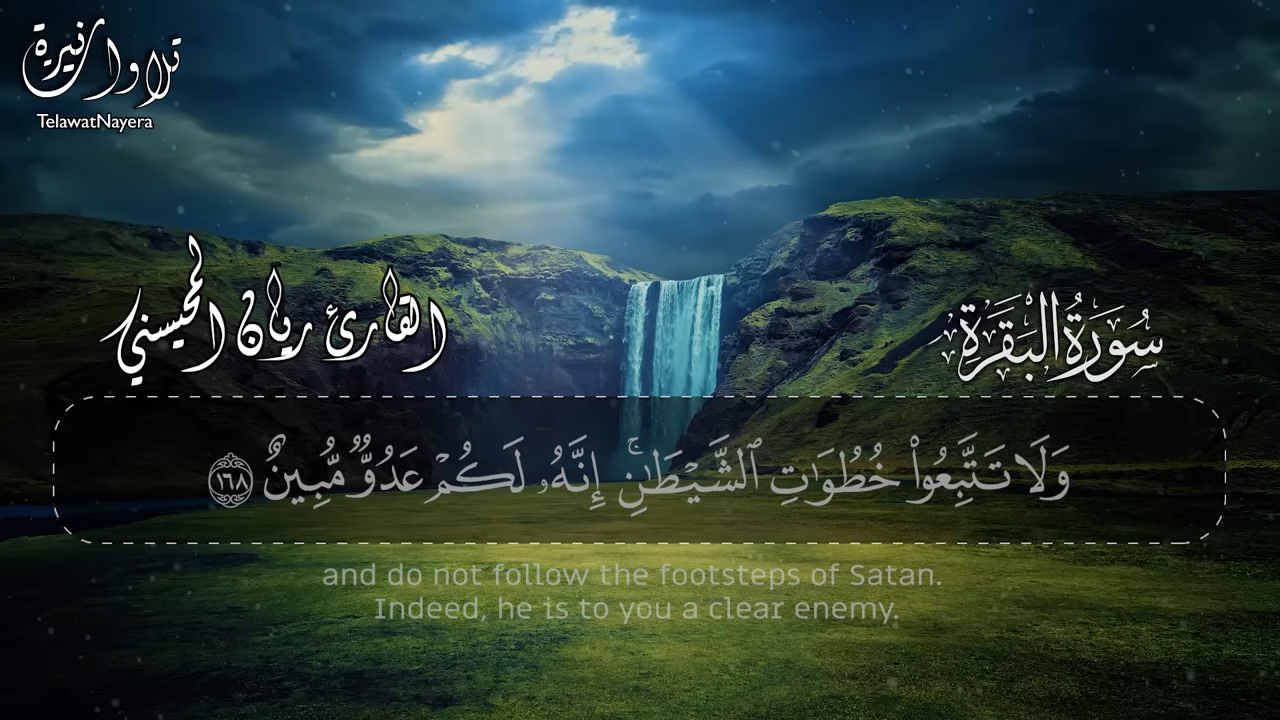 تلاوات نيرة
TelawatNayera
سُورَةُ البَقَرَةِ
القارئ ريان المحيسني
وَلَا تَتَّبِعُوا۟ خُطُوَٰتِ ٱلشَّيْطَٰنِ ۚ إِنَّهُۥ لَكُمْ عَدُوٌّ مُّبِينٌ ١٦٨
and do not follow the footsteps of Satan.
Indeed, he is to you a clear enemy.